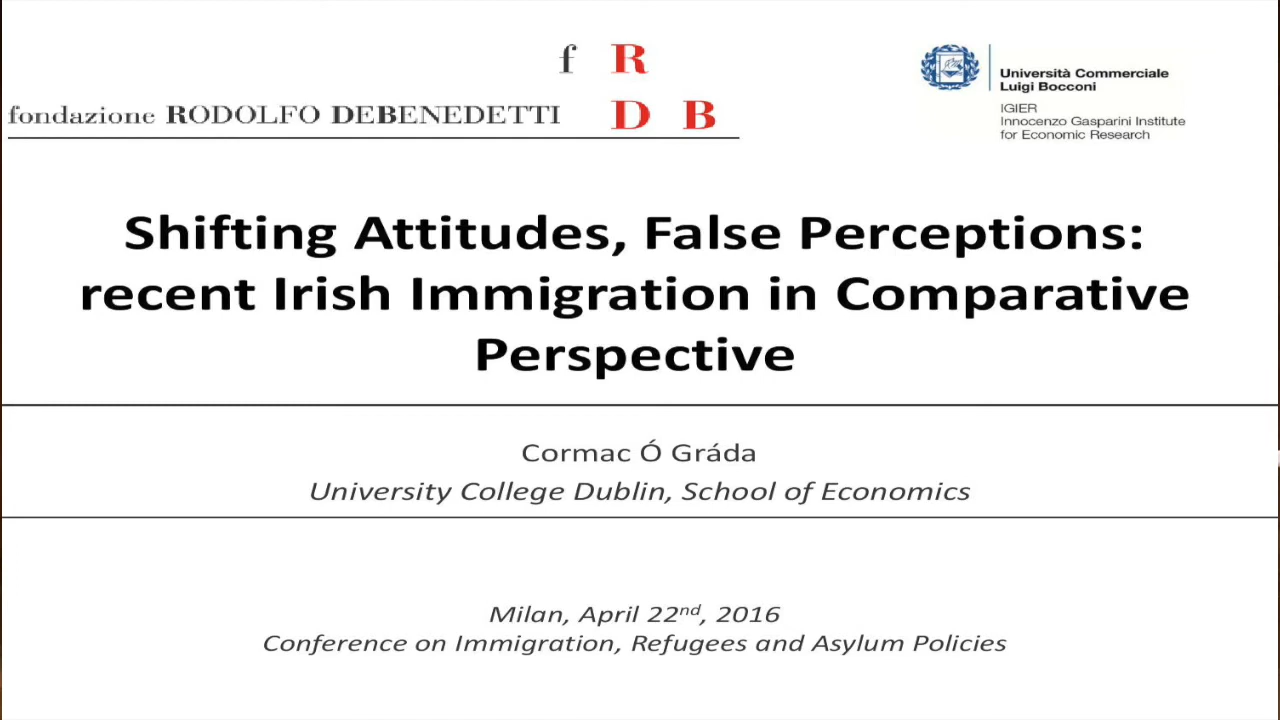 f R
fondazione RODOLFO DEBENEDETTI D B
Università Commerciale
Luigi Bocconi
IGIER
Innocenzo Gasparini Institute
for Economic Research
Shifting Attitudes, False Perceptions:
recent Irish Immigration in Comparative
Perspective
Cormac Ó Gráda
University College Dublin, School of Economics
Milan, April 22nd, 2016
Conference on Immigration, Refugees and Asylum Policies